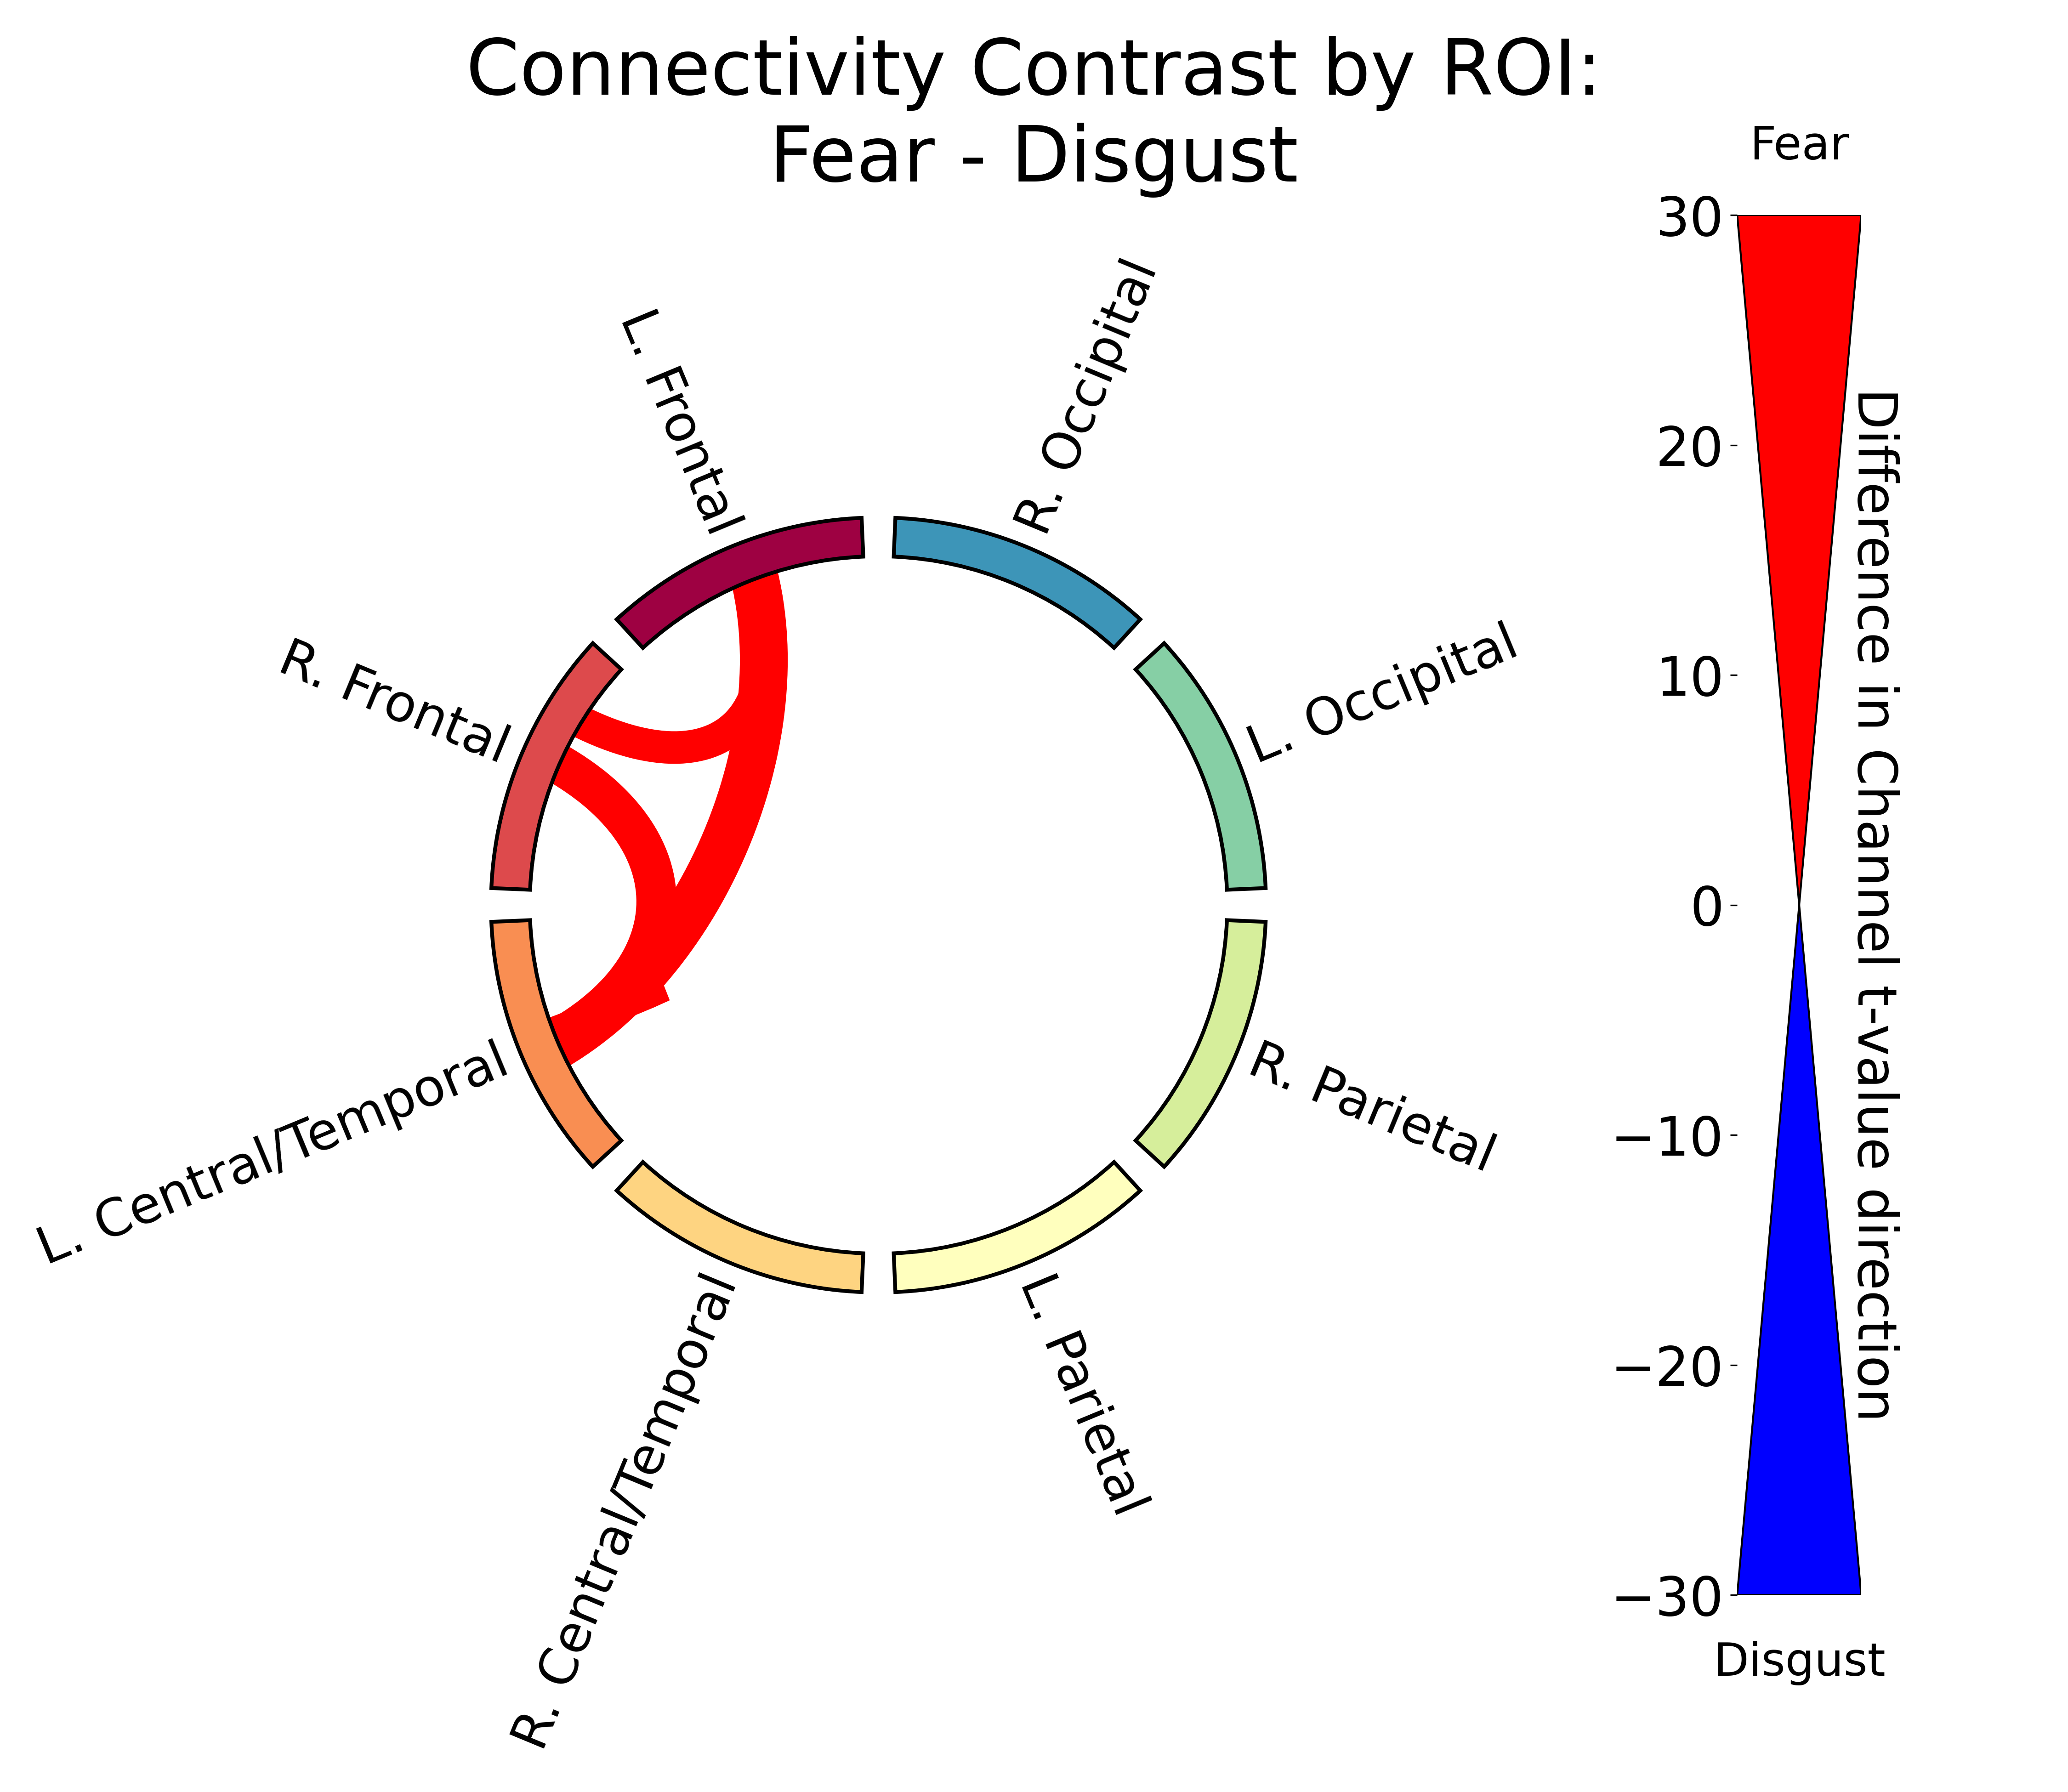 Connectivity Contrast by ROI:
Fear - Disgust
Fear
30
20
10
0
−10
−20
−30
Disgust
Difference in Channel t-value direction
L. Frontal
R. Occipital
R. Frontal
L. Occipital
L. Central/Temporal
R. Parietal
R. Central/Temporal
L. Parietal